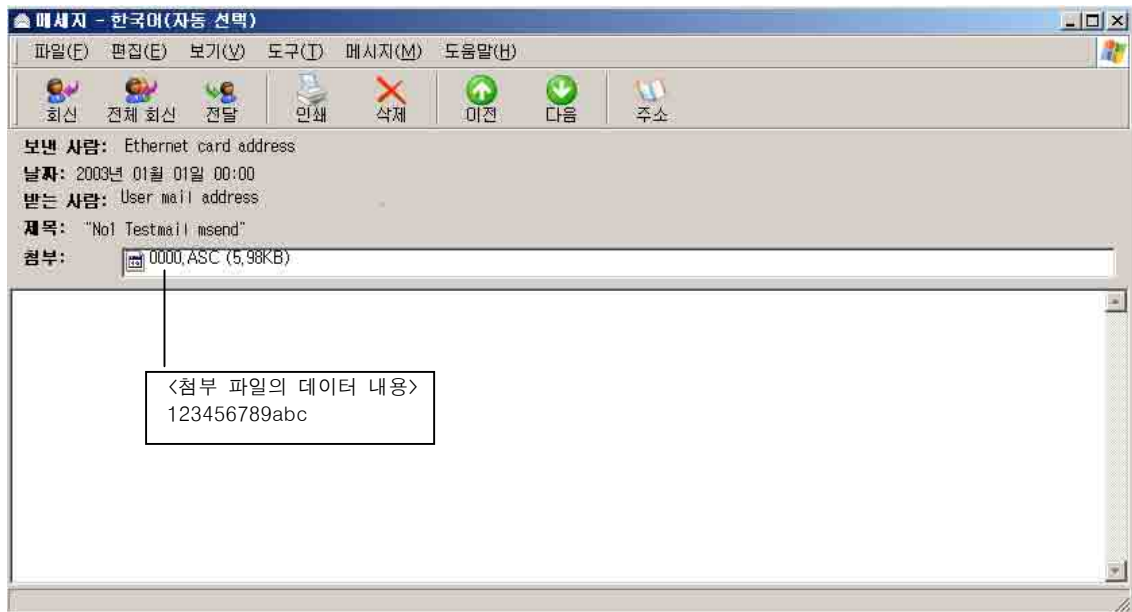 메세지 - 한국어(자동 선택)
파일(F) 편집(E) 보기(V) 도구(T) 메시지(M) 도움말(H)
회신 전체 회신 전달 인쇄 삭제 이전 다음 주소
보낸 사람: Ethernet card address
날짜: 2003년 01월 01일 00:00
받는 사람: User mail address
제목: "No1 Testmail msend"
첨부: 0000.ASC (5,98KB)
<첨부 파일의 데이터 내용>
123456789abc